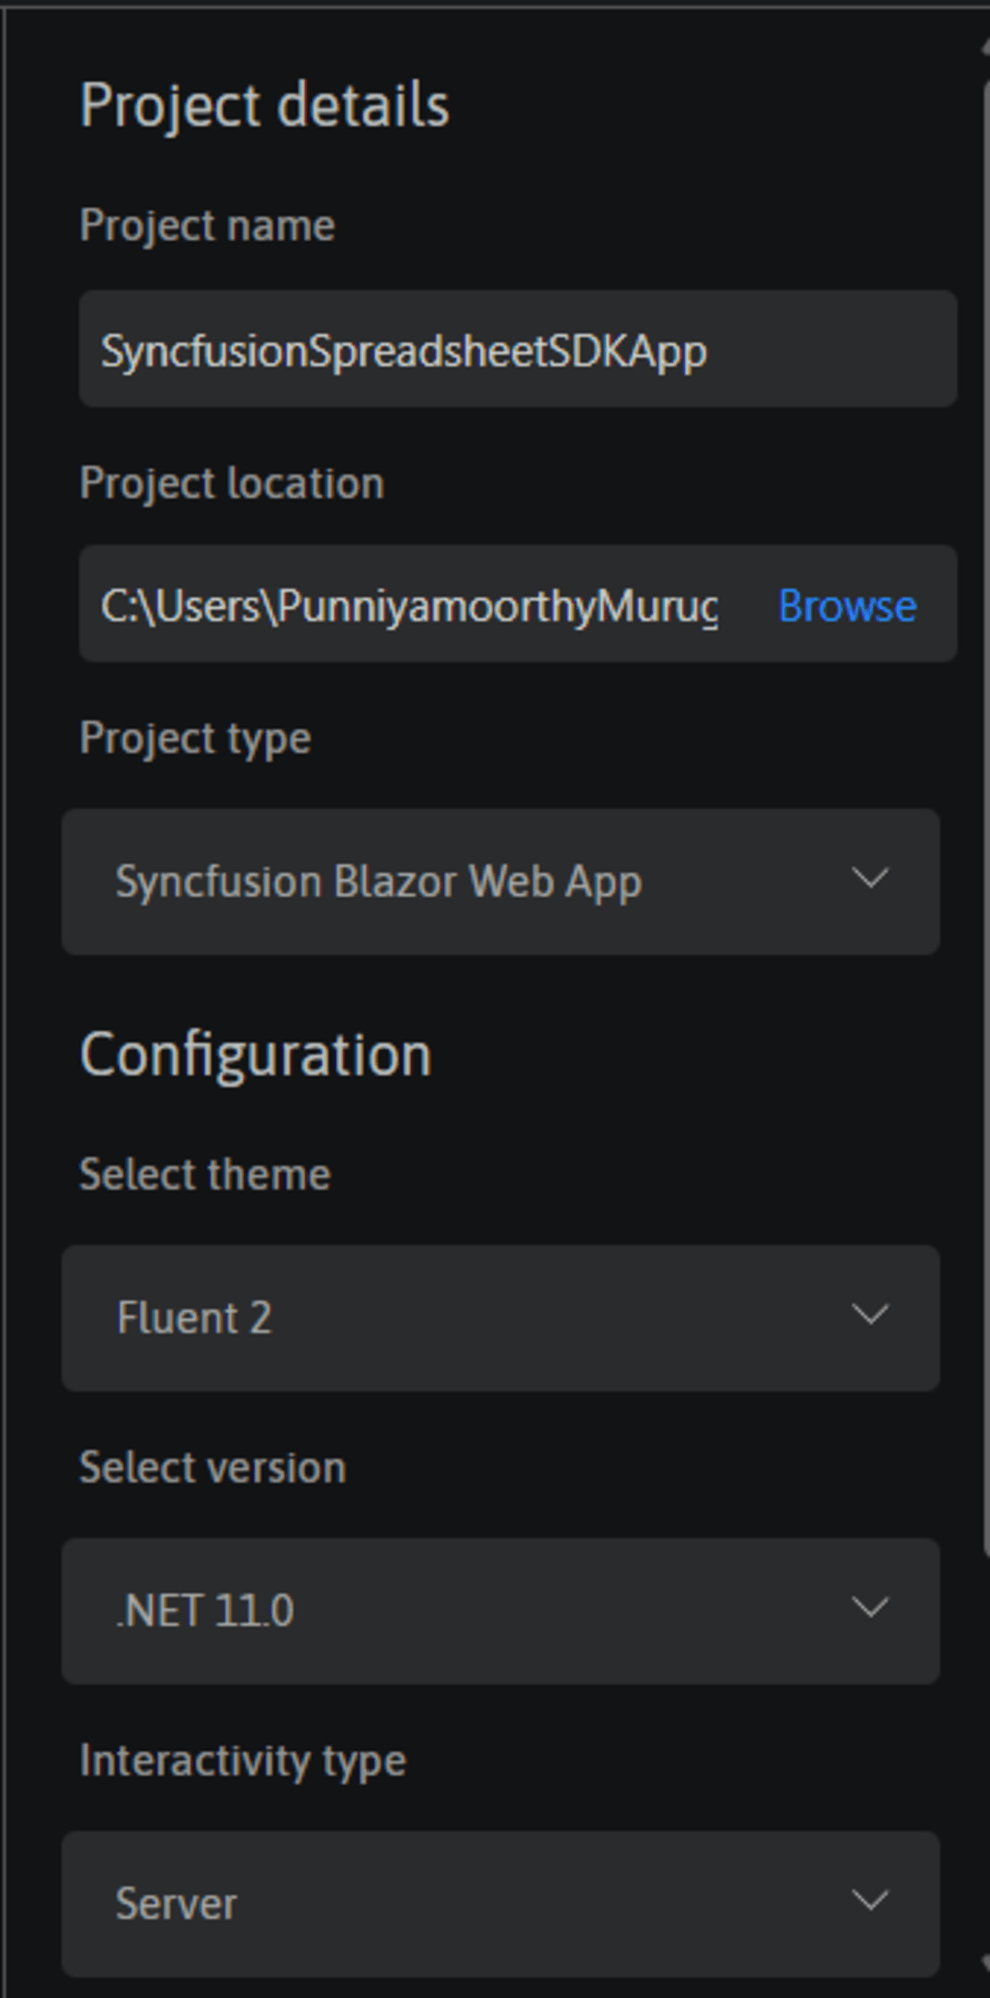 Project details
Project name
SyncfusionSpreadsheetSDKApp
Project location
C:\Users\PunniyamoorthyMurug
Browse
Project type
Syncfusion Blazor Web App
Configuration
Select theme
Fluent 2
Select version
.NET 11.0
Interactivity type
Server